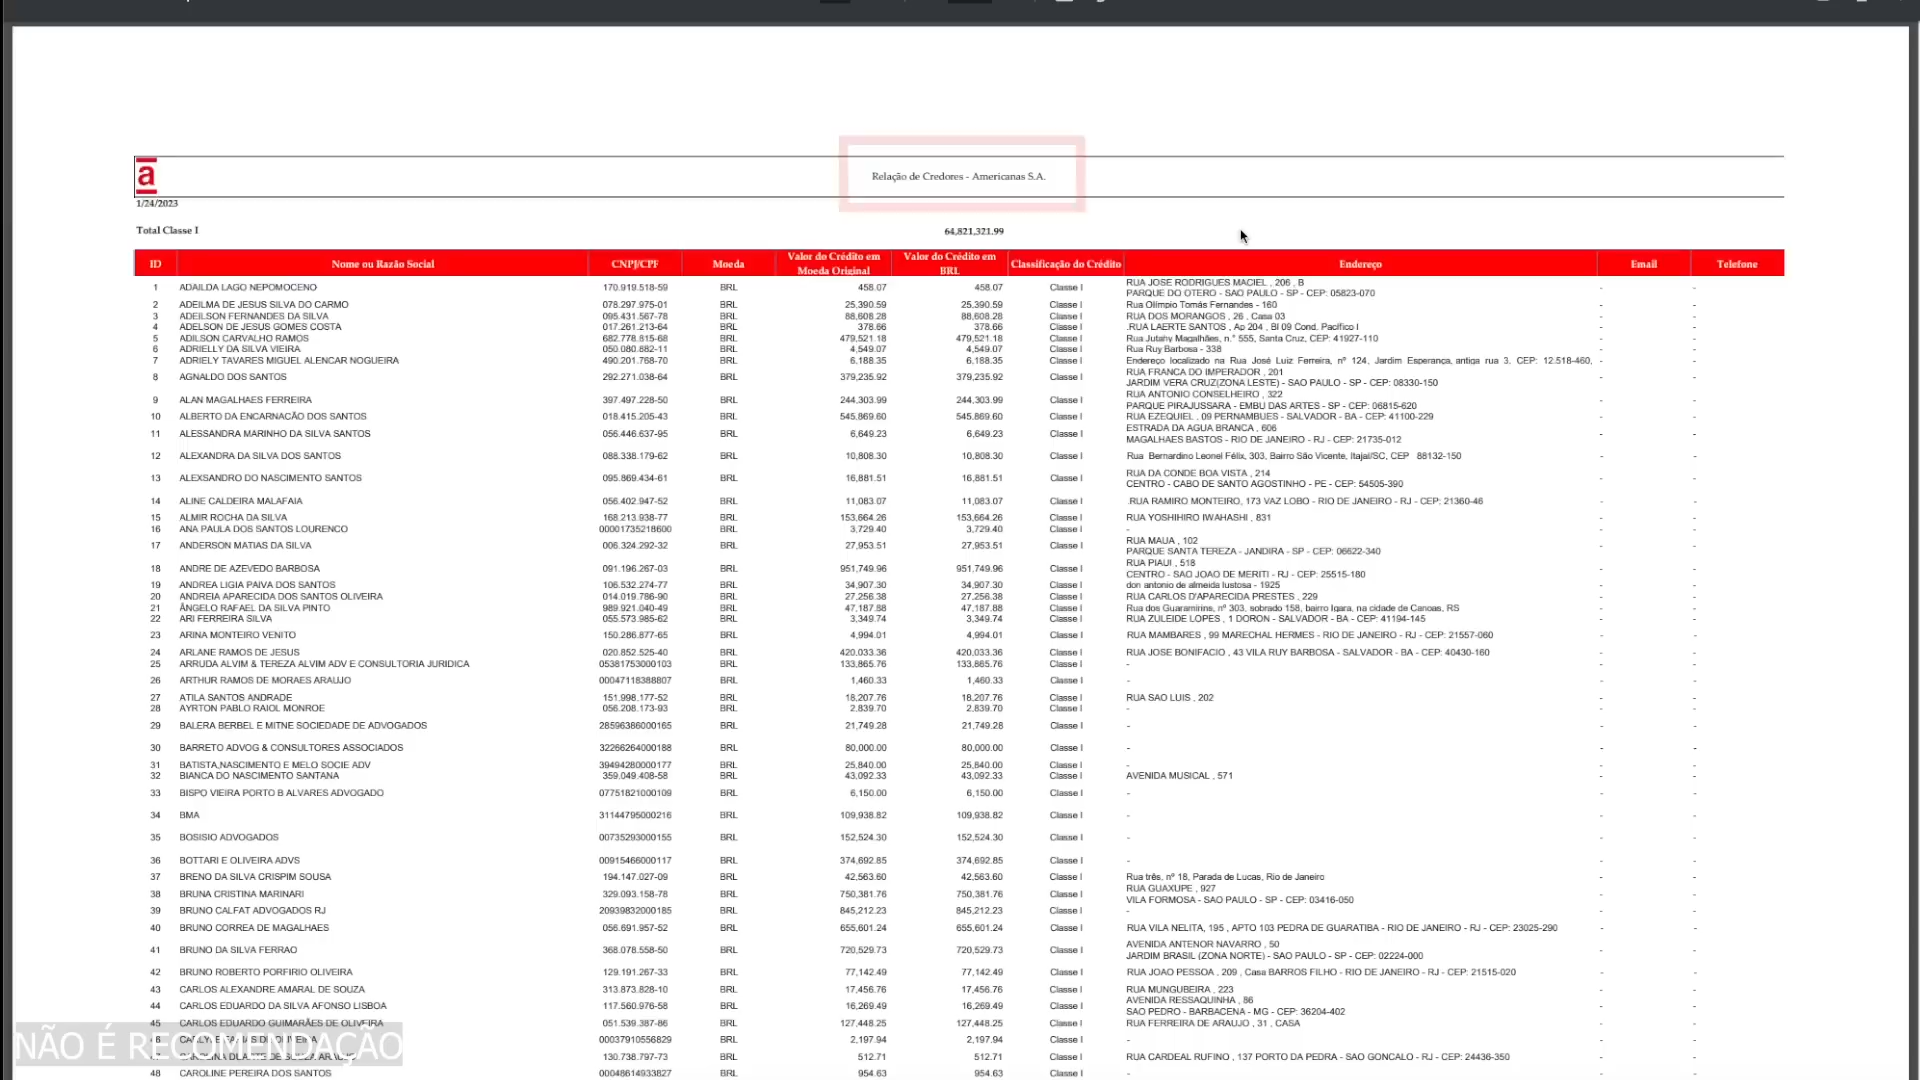 a
Relação de Credores - Americanas S.A.
1/24/2023
Total Classe I 64,821,321.99
ID Nome ou Razão Social CNPJ/CPF Moeda Valor do Crédito em Moeda Original Valor do Crédito em BRL Classificação do Crédito Endereço Email Telefone
1 ADAILDA LAGO NEPOMOCENO 170.919.518-59 BRL 458.07 458.07 Classe I RUA JOSE RODRIGUES MACIEL , 206 , B - -
PARQUE DO OTERO - SAO PAULO - SP - CEP: 05823-070
2 ADEILMA DE JESUS SILVA DO CARMO 078.297.975-01 BRL 25,390.59 25,390.59 Classe I Rua Olímpio Tomás Fernandes - 160 - -
3 ADEILSON FERNANDES DA SILVA 095.431.567-78 BRL 88,608.28 88,608.28 Classe I RUA DOS MORANGOS , 26 , Casa 03 - -
4 ADELSON DE JESUS GOMES COSTA 017.261.213-64 BRL 378.66 378.66 Classe I .RUA LAERTE SANTOS , Ap 204 , Bl 09 Cond. Pacífico I - -
5 ADILSON CARVALHO RAMOS 682.778.815-68 BRL 479,521.18 479,521.18 Classe I Rua Jutahy Magalhães, n.° 555, Santa Cruz, CEP: 41927-110 - -
6 ADRIELLY DA SILVA VIEIRA 050.080.882-11 BRL 4,549.07 4,549.07 Classe I Rua Ruy Barbosa - 338 - -
7 ADRIELY TAVARES MIGUEL ALENCAR NOGUEIRA 490.201.768-70 BRL 6,188.35 6,188.35 Classe I Endereço localizado na Rua José Luiz Ferreira, nº 124, Jardim Esperança, antiga rua 3, CEP: 12.518-460, - -
8 AGNALDO DOS SANTOS 292.271.038-64 BRL 379,235.92 379,235.92 Classe I RUA FRANCA DO IMPERADOR , 201 - -
JARDIM VERA CRUZ(ZONA LESTE) - SAO PAULO - SP - CEP: 08330-150
9 ALAN MAGALHAES FERREIRA 397.497.228-50 BRL 244,303.99 244,303.99 Classe I RUA ANTONIO CONSELHEIRO , 322 - -
PARQUE PIRAJUSSARA - EMBU DAS ARTES - SP - CEP: 06815-620
10 ALBERTO DA ENCARNAÇÃO DOS SANTOS 018.415.205-43 BRL 545,869.60 545,869.60 Classe I RUA EZEQUIEL , 09 PERNAMBUES - SALVADOR - BA - CEP: 41100-229 - -
11 ALESSANDRA MARINHO DA SILVA SANTOS 056.446.637-95 BRL 6,649.23 6,649.23 Classe I ESTRADA DA AGUA BRANCA , 606 - -
MAGALHAES BASTOS - RIO DE JANEIRO - RJ - CEP: 21735-012
12 ALEXANDRA DA SILVA DOS SANTOS 088.338.179-62 BRL 10,808.30 10,808.30 Classe I Rua Bernardino Leonel Félix, 303, Bairro São Vicente, Itajaí/SC, CEP 88132-150 - -
13 ALEXSANDRO DO NASCIMENTO SANTOS 095.869.434-61 BRL 16,881.51 16,881.51 Classe I RUA DA CONDE BOA VISTA , 214 - -
CENTRO - CABO DE SANTO AGOSTINHO - PE - CEP: 54505-390
14 ALINE CALDEIRA MALAFAIA 056.402.947-52 BRL 11,083.07 11,083.07 Classe I .RUA RAMIRO MONTEIRO, 173 VAZ LOBO - RIO DE JANEIRO - RJ - CEP: 21360-46 - -
15 ALMIR ROCHA DA SILVA 168.213.938-77 BRL 153,664.26 153,664.26 Classe I RUA YOSHIHIRO IWAHASHI , 831 - -
16 ANA PAULA DOS SANTOS LOURENCO 00001735218600 BRL 3,729.40 3,729.40 Classe I - - -
17 ANDERSON MATIAS DA SILVA 006.324.292-32 BRL 27,953.51 27,953.51 Classe I RUA MAUA , 102 - -
PARQUE SANTA TEREZA - JANDIRA - SP - CEP: 06622-340
18 ANDRE DE AZEVEDO BARBOSA 091.196.267-03 BRL 951,749.96 951,749.96 Classe I RUA PIAUI , 518 - -
CENTRO - SAO JOAO DE MERITI - RJ - CEP: 25515-180
19 ANDREA LIGIA PAIVA DOS SANTOS 106.532.274-77 BRL 34,907.30 34,907.30 Classe I don antonio de almeida lustosa - 1925 - -
20 ANDREIA APARECIDA DOS SANTOS OLIVEIRA 014.019.786-90 BRL 27,256.38 27,256.38 Classe I RUA CARLOS D'APARECIDA PRESTES , 229 - -
21 ÂNGELO RAFAEL DA SILVA PINTO 989.921.040-49 BRL 47,187.88 47,187.88 Classe I Rua dos Guaramirins, nº 303, sobrado 158, bairro Igara, na cidade de Canoas, RS - -
22 ARI FERREIRA SILVA 055.573.985-62 BRL 3,349.74 3,349.74 Classe I RUA ZULEIDE LOPES , 1 DORON - SALVADOR - BA - CEP: 41194-145 - -
23 ARINA MONTEIRO VENITO 150.286.877-65 BRL 4,994.01 4,994.01 Classe I RUA MAMBARES , 99 MARECHAL HERMES - RIO DE JANEIRO - RJ - CEP: 21557-060 - -
24 ARLANE RAMOS DE JESUS 020.852.525-40 BRL 420,033.36 420,033.36 Classe I RUA JOSE BONIFACIO , 43 VILA RUY BARBOSA - SALVADOR - BA - CEP: 40430-160 - -
25 ARRUDA ALVIM & TEREZA ALVIM ADV E CONSULTORIA JURIDICA 05381753000103 BRL 133,865.76 133,865.76 Classe I - - -
26 ARTHUR RAMOS DE MORAES ARAUJO 00047118388807 BRL 1,460.33 1,460.33 Classe I - - -
27 ATILA SANTOS ANDRADE 151.998.177-52 BRL 18,207.76 18,207.76 Classe I RUA SAO LUIS , 202 - -
28 AYRTON PABLO RAIOL MONROE 056.208.173-93 BRL 2,839.70 2,839.70 Classe I - - -
29 BALERA BERBEL E MITNE SOCIEDADE DE ADVOGADOS 28596386000165 BRL 21,749.28 21,749.28 Classe I - - -
30 BARRETO ADVOG & CONSULTORES ASSOCIADOS 32266264000188 BRL 80,000.00 80,000.00 Classe I - - -
31 BATISTA,NASCIMENTO E MELO SOCIE ADV 39494280000177 BRL 25,840.00 25,840.00 Classe I - - -
32 BIANCA DO NASCIMENTO SANTANA 359.049.408-58 BRL 43,092.33 43,092.33 Classe I AVENIDA MUSICAL , 571 - -
33 BISPO VIEIRA PORTO B ALVARES ADVOGADO 07751821000109 BRL 6,150.00 6,150.00 Classe I - - -
34 BMA 31144795000216 BRL 109,938.82 109,938.82 Classe I - - -
35 BOSISIO ADVOGADOS 00735293000155 BRL 152,524.30 152,524.30 Classe I - - -
36 BOTTARI E OLIVEIRA ADVS 00915466000117 BRL 374,692.85 374,692.85 Classe I - - -
37 BRENO DA SILVA CRISPIM SOUSA 194.147.027-09 BRL 42,563.60 42,563.60 Classe I Rua três, nº 18, Parada de Lucas, Rio de Janeiro - -
38 BRUNA CRISTINA MARINARI 329.093.158-78 BRL 750,381.76 750,381.76 Classe I RUA GUAXUPE , 927 - -
VILA FORMOSA - SAO PAULO - SP - CEP: 03416-050
39 BRUNO CALFAT ADVOGADOS RJ 20939832000185 BRL 845,212.23 845,212.23 Classe I - - -
40 BRUNO CORREA DE MAGALHAES 056.691.957-52 BRL 655,601.24 655,601.24 Classe I RUA VILA NELITA, 195 , APTO 103 PEDRA DE GUARATIBA - RIO DE JANEIRO - RJ - CEP: 23025-290 - -
41 BRUNO DA SILVA FERRAO 368.078.558-50 BRL 720,529.73 720,529.73 Classe I AVENIDA ANTENOR NAVARRO , 50 - -
JARDIM BRASIL (ZONA NORTE) - SAO PAULO - SP - CEP: 02224-000
42 BRUNO ROBERTO PORFIRIO OLIVEIRA 129.191.267-33 BRL 77,142.49 77,142.49 Classe I RUA JOAO PESSOA , 209 , Casa BARROS FILHO - RIO DE JANEIRO - RJ - CEP: 21515-020 - -
43 CARLOS ALEXANDRE AMARAL DE SOUZA 313.873.828-10 BRL 17,456.76 17,456.76 Classe I RUA MUNGUBEIRA , 223 - -
44 CARLOS EDUARDO DA SILVA AFONSO LISBOA 117.560.976-58 BRL 16,269.49 16,269.49 Classe I AVENIDA RESSAQUINHA , 86 - -
SAO PEDRO - BARBACENA - MG - CEP: 36204-402
45 CARLOS EDUARDO GUIMARÃES DE OLIVEIRA 051.539.387-86 BRL 127,448.25 127,448.25 Classe I RUA FERREIRA DE ARAUJO , 31 , CASA - -
00037910556829 BRL 2,197.94 2,197.94 Classe I - - -
130.738.797-73 BRL 512.71 512.71 Classe I RUA CARDEAL RUFINO , 137 PORTO DA PEDRA - SAO GONCALO - RJ - CEP: 24436-350 - -
48 CAROLINE PEREIRA DOS SANTOS 00048614933827 BRL 954.63 954.63 Classe I - - -
NÃO É RECOMENDAÇÃO